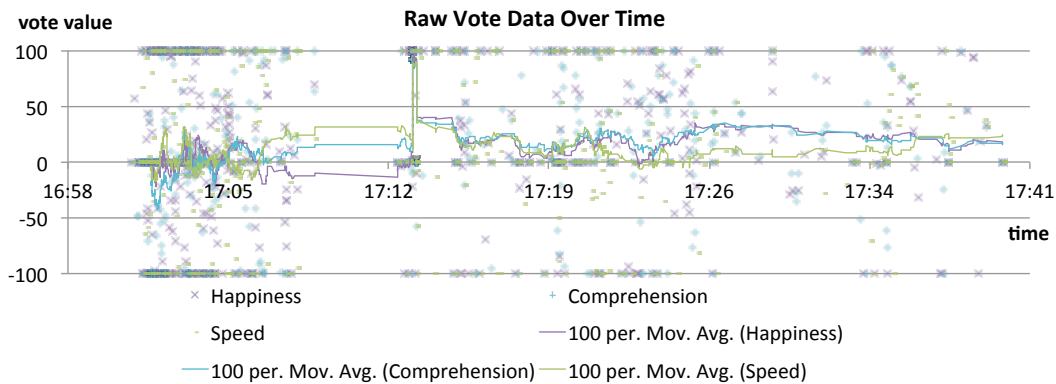 Raw Vote Data Over Time
vote value
100
50
0
-50
-100
16:58 17:05 17:12 17:19 17:26 17:34 17:41
time
Happiness Comprehension
Speed 100 per. Mov. Avg. (Happiness)
100 per. Mov. Avg. (Comprehension) 100 per. Mov. Avg. (Speed)